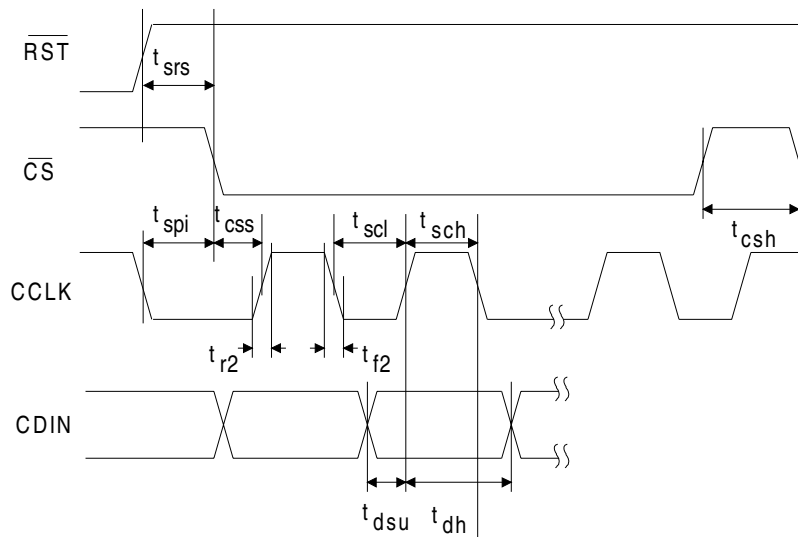 RST
t srs
CS
t spi
t css
t scl
t sch
t csh
CCLK
t r2
t f2
CDIN
t dsu
t dh